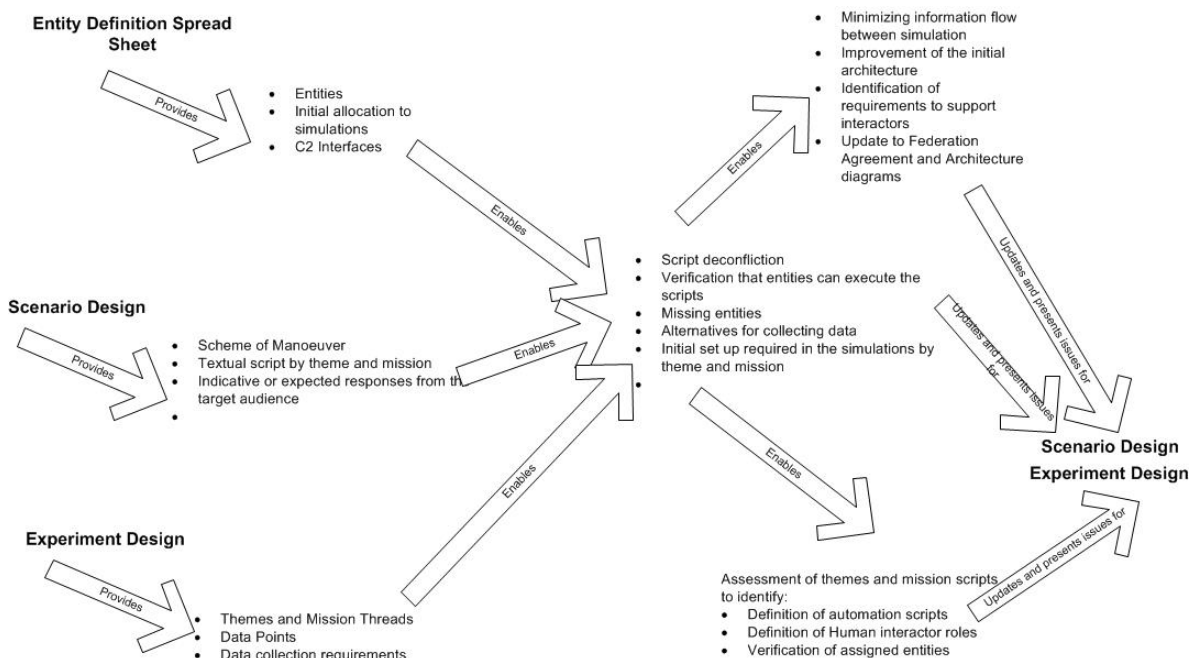 Entity Definition Spread
Sheet
Provides
• Entities
• Initial allocation to
simulations
• C2 Interfaces
Enables
Scenario Design
Provides
• Scheme of Manoeuver
• Textual script by theme and mission
• Indicative or expected responses from th
target audience
•
Enables
Experiment Design
Provides
• Themes and Mission Threads
• Data Points
• Data collection requirements
Enables
• Script deconfliction
• Verification that entities can execute the
scripts
• Missing entities
• Alternatives for collecting data
• Initial set up required in the simulations by
theme and mission
•
Enables
• Minimizing information flow
between simulation
• Improvement of the initial
architecture
• Identification of
requirements to support
interactors
• Update to Federation
Agreement and Architecture
diagrams
Updates and presents issues for
Updates and presents issues
for
Enables
Assessment of themes and mission scripts
to identify:
• Definition of automation scripts
• Definition of Human interactor roles
• Verification of assigned entities
Updates and presents issues for
Scenario Design
Experiment Design